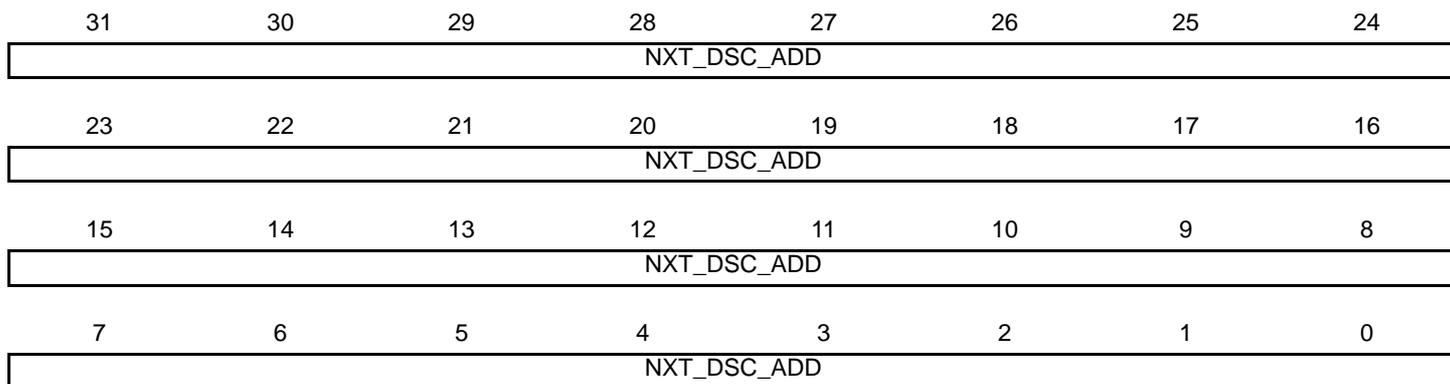 31 30 29 28 27 26 25 24
NXT_DSC_ADD
23 22 21 20 19 18 17 16
NXT_DSC_ADD
15 14 13 12 11 10 9 8
NXT_DSC_ADD
7 6 5 4 3 2 1 0
NXT_DSC_ADD